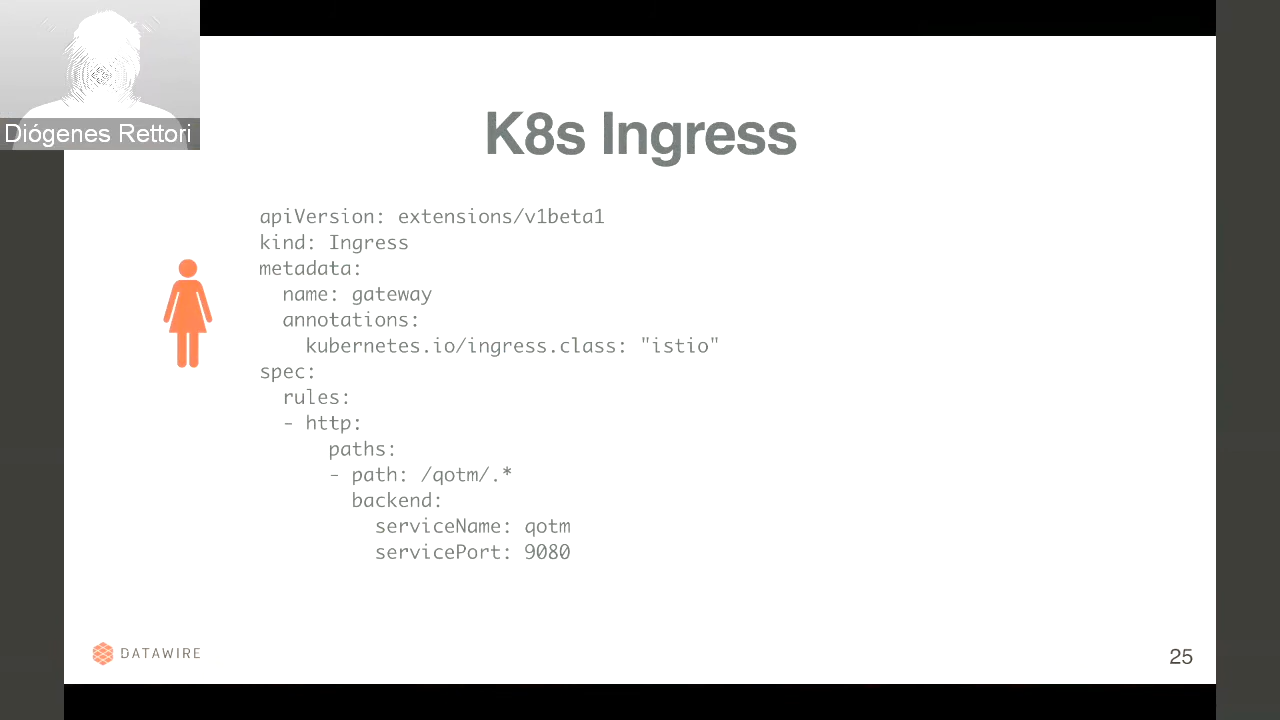 Diógenes Rettori
K8s Ingress
apiVersion: extensions/v1beta1
kind: Ingress
metadata:
  name: gateway
  annotations:
    kubernetes.io/ingress.class: "istio"
spec:
  rules:
  - http:
      paths:
      - path: /qotm/.*
        backend:
          serviceName: qotm
          servicePort: 9080
DATAWIRE
25